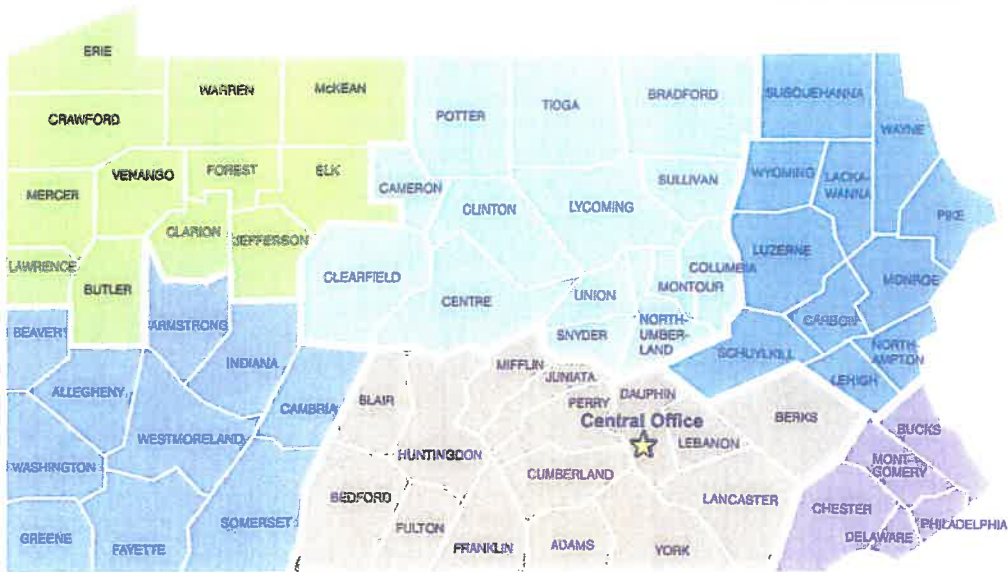 ERIE
WARREN
McKEAN
CRAWFORD
POTTER
TIOGA
BRADFORD
SUSQUEHANNA
WAYNE
VENANGO
FOREST
ELK
CAMERON
SULLIVAN
WYOMING
LACKA-
WANNA
MERCER
CLINTON
LYCOMING
PIKE
CLARION
JEFFERSON
LAWRENCE
CLEARFIELD
LUZERNE
COLUMBIA
MONTOUR
MONROE
BUTLER
CENTRE
UNION
CARBON
BEAVER
ARMSTRONG
SNYDER
NORTH-
UMBER-
LAND
SCHUYLKILL
NORTH-
AMPTON
INDIANA
MIFFLIN
JUNIATA
LEHIGH
ALLEGHENY
CAMBRIA
BLAIR
PERRY
DAUPHIN
BERKS
Central Office
WESTMORELAND
LEBANON
BUCKS
WASHINGTON
HUNTINGDON
CUMBERLAND
MONT-
GOMERY
BEDFORD
LANCASTER
CHESTER
SOMERSET
FULTON
PHILADELPHIA
GREENE
FAYETTE
FRANKLIN
ADAMS
YORK
DELAWARE